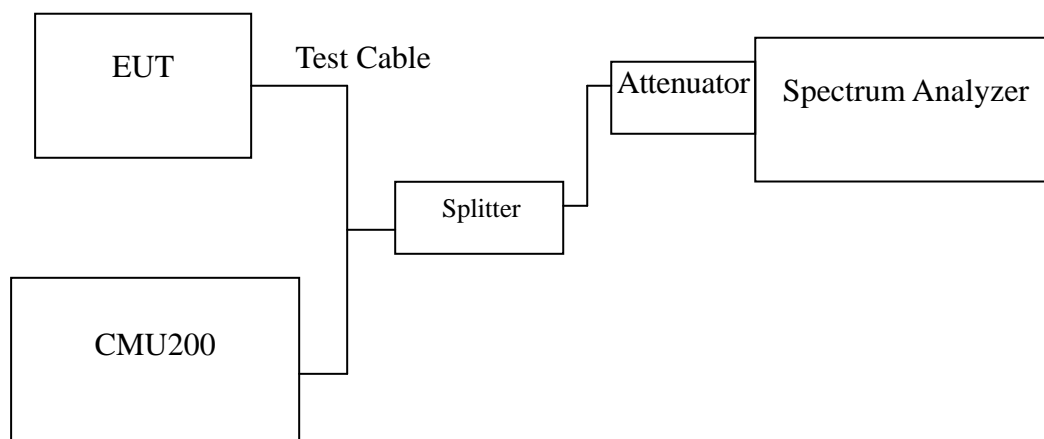 EUT
Test Cable
Attenuator
Spectrum Analyzer
Splitter
CMU200